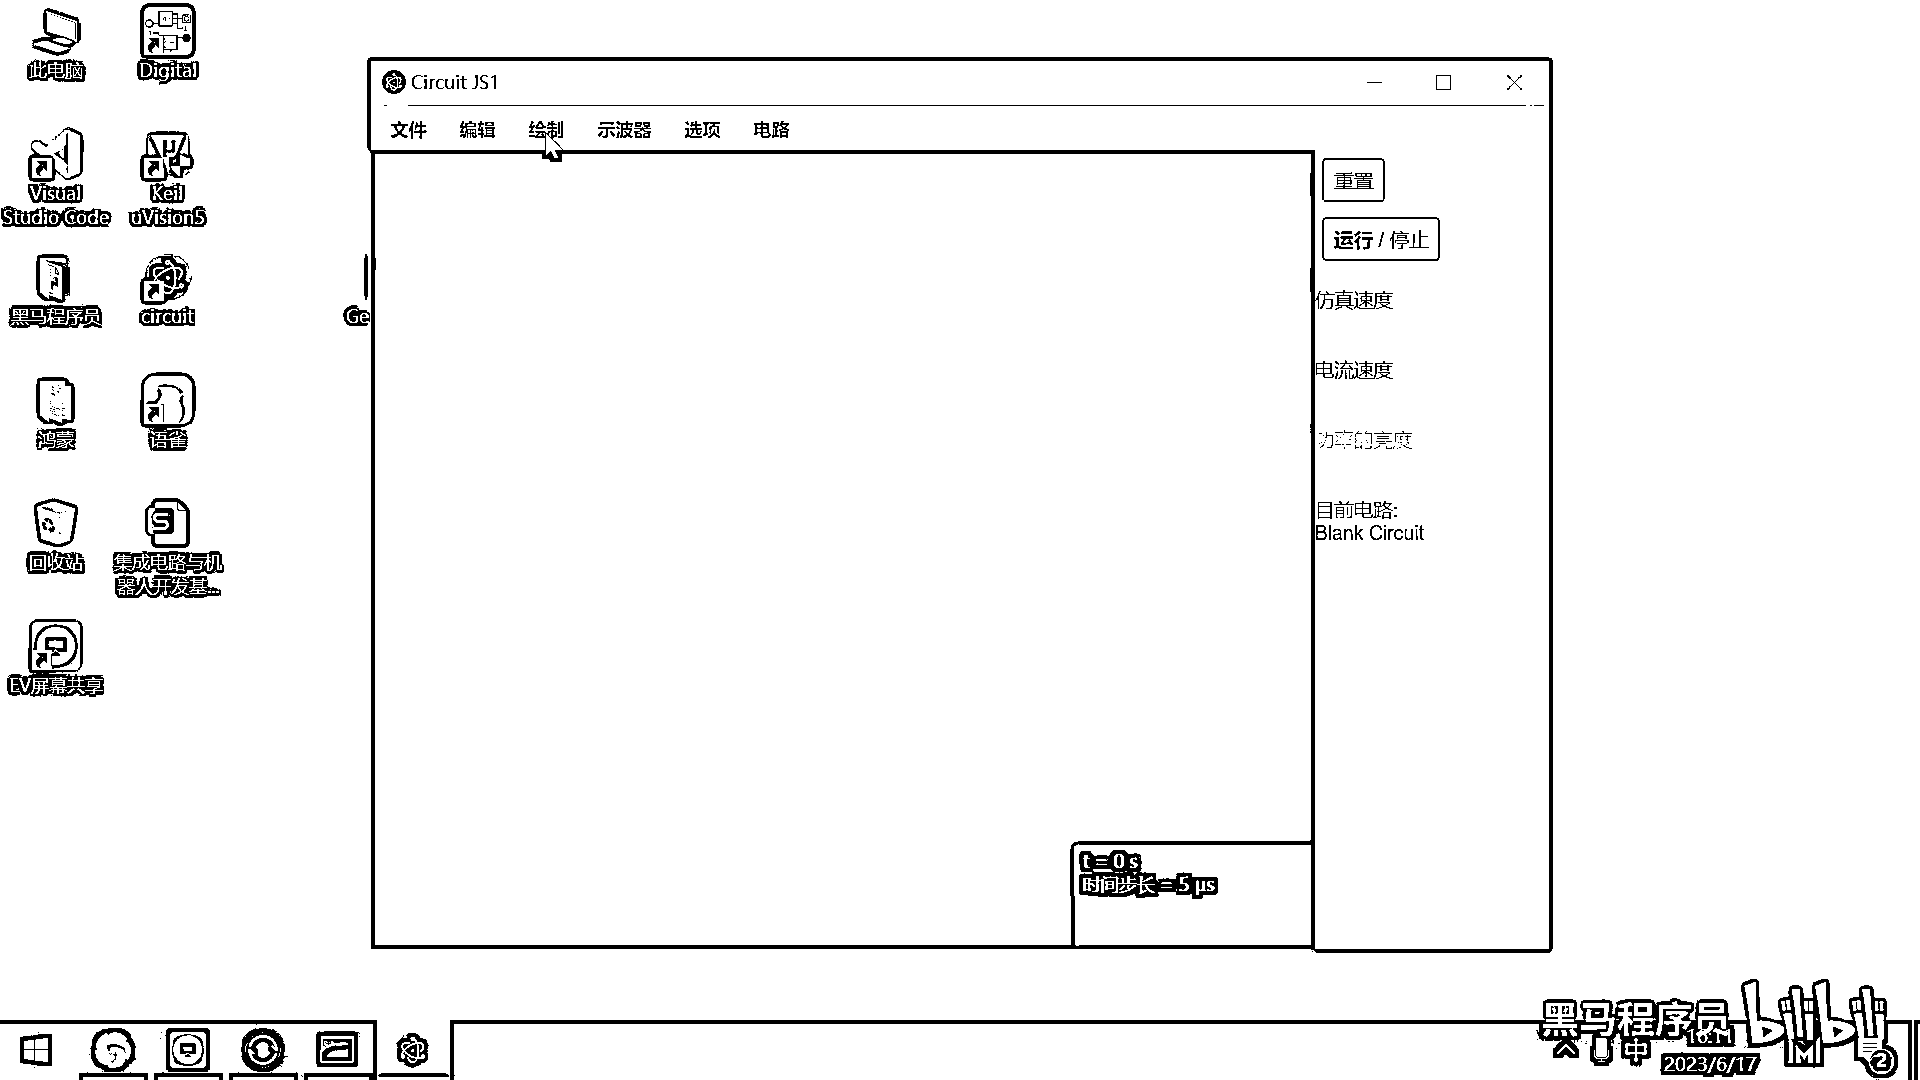 此电脑
Digital
Visual
Studio Code
Keil
uVision5
黑马程序员
circuit
鸿蒙
语雀
回收站
集成电路与机
器人开发基...
EV屏幕共享
Ge
Circuit JS1
文件 编辑 绘制 示波器 选项 电路
重置
运行 / 停止
仿真速度
电流速度
功率的亮度
目前电路:
Blank Circuit
t = 0 s
时间步长 = 5 μs
黑马程序员 bilibili
中 M
16:11
2023/6/17
2